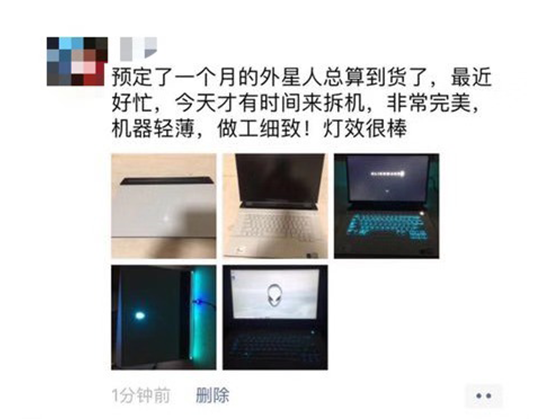 预定了一个月的外星人总算到货了，最近
好忙，今天才有时间来拆机，非常完美，
机器轻薄，做工细致！灯效很棒
ALIENWARE
1分钟前 删除